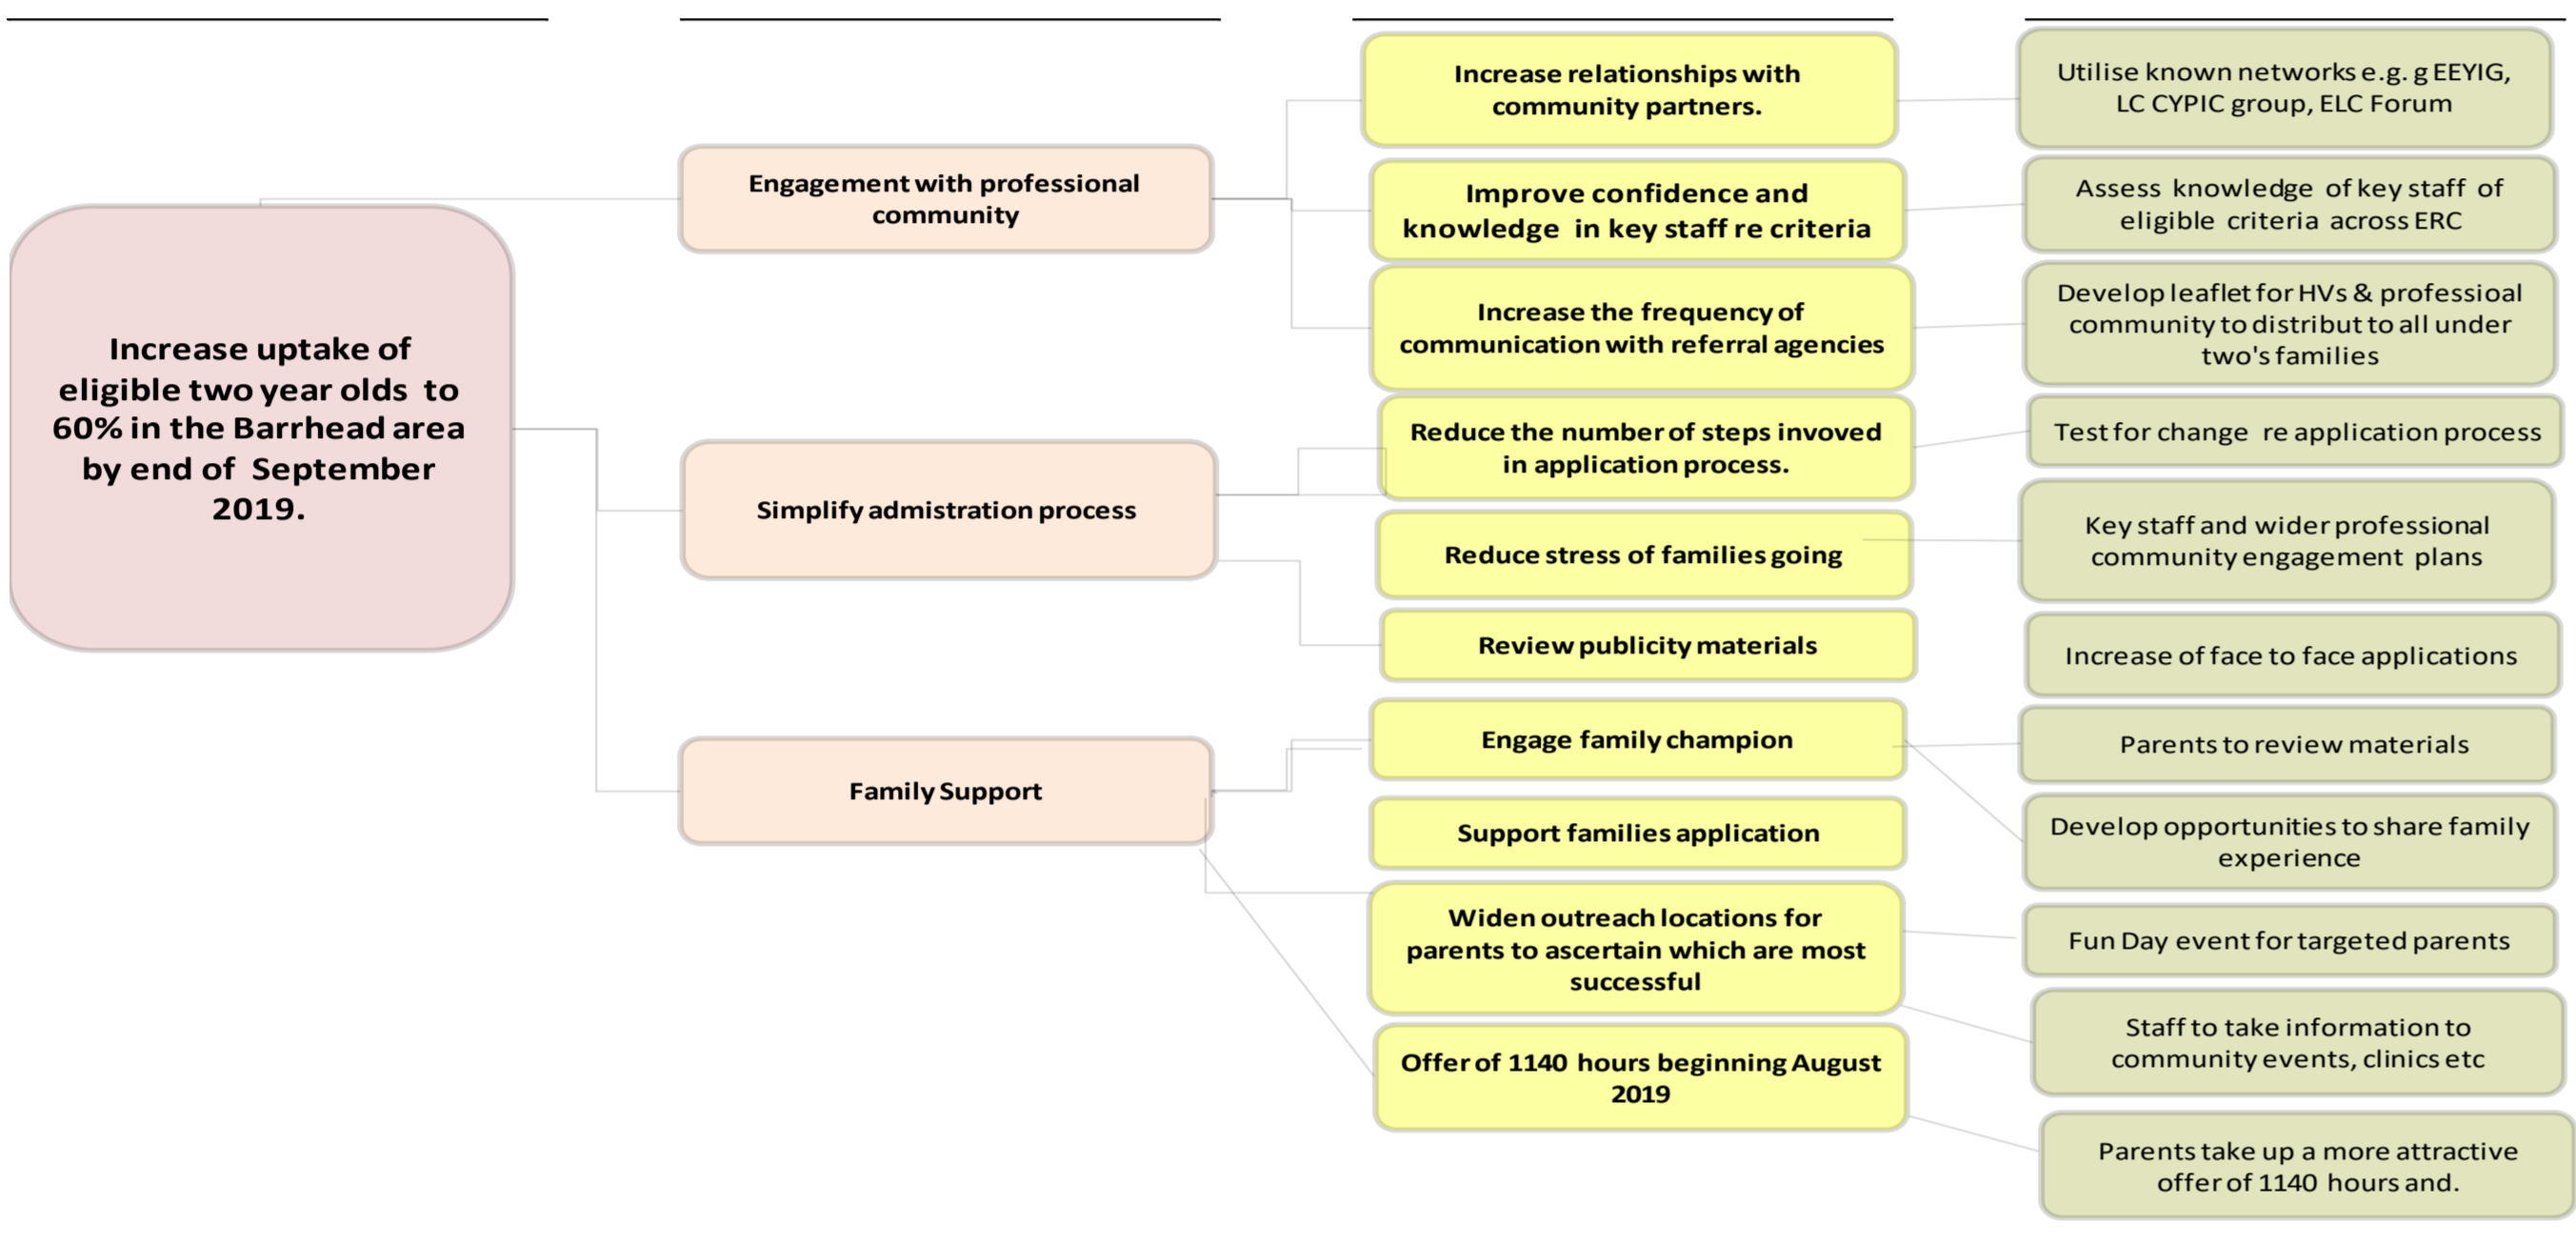 Increase uptake of
eligible two year olds to
60% in the Barrhead area
by end of September
2019.
Engagement with professional
community
Simplify admistration process
Family Support
Increase relationships with
community partners.
Improve confidence and
knowledge in key staff re criteria
Increase the frequency of
communication with referral agencies
Reduce the number of steps invoved
in application process.
Reduce stress of families going
Review publicity materials
Engage family champion
Support families application
Widen outreach locations for
parents to ascertain which are most
successful
Offer of 1140 hours beginning August
2019
Utilise known networks e.g. g EEYIG,
LC CYPIC group, ELC Forum
Assess knowledge of key staff of
eligible criteria across ERC
Develop leaflet for HVs & professioal
community to distribut to all under
two's families
Test for change re application process
Key staff and wider professional
community engagement plans
Increase of face to face applications
Parents to review materials
Develop opportunities to share family
experience
Fun Day event for targeted parents
Staff to take information to
community events, clinics etc
Parents take up a more attractive
offer of 1140 hours and.